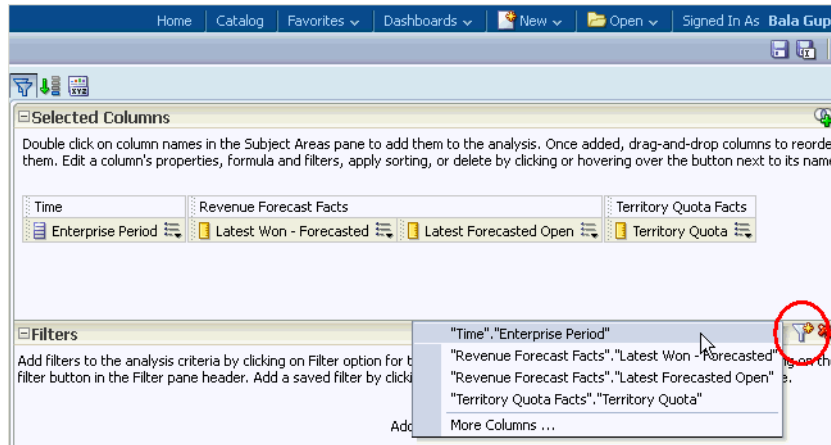 Home Catalog Favorites Dashboards New Open Signed In As Bala Gup
xyz
Selected Columns
Double click on column names in the Subject Areas pane to add them to the analysis. Once added, drag-and-drop columns to reorde
them. Edit a column's properties, formula and filters, apply sorting, or delete by clicking or hovering over the button next to its name
Time Revenue Forecast Facts Territory Quota Facts
Enterprise Period Latest Won - Forecasted Latest Forecasted Open Territory Quota
Filters
"Time"."Enterprise Period"
Add filters to the analysis criteria by clicking on Filter option for t
"Revenue Forecast Facts"."Latest Won - Forecasted"
on th
filter button in the Filter pane header. Add a saved filter by clicki
"Revenue Forecast Facts"."Latest Forecasted Open"
"Territory Quota Facts"."Territory Quota"
Add
More Columns ...